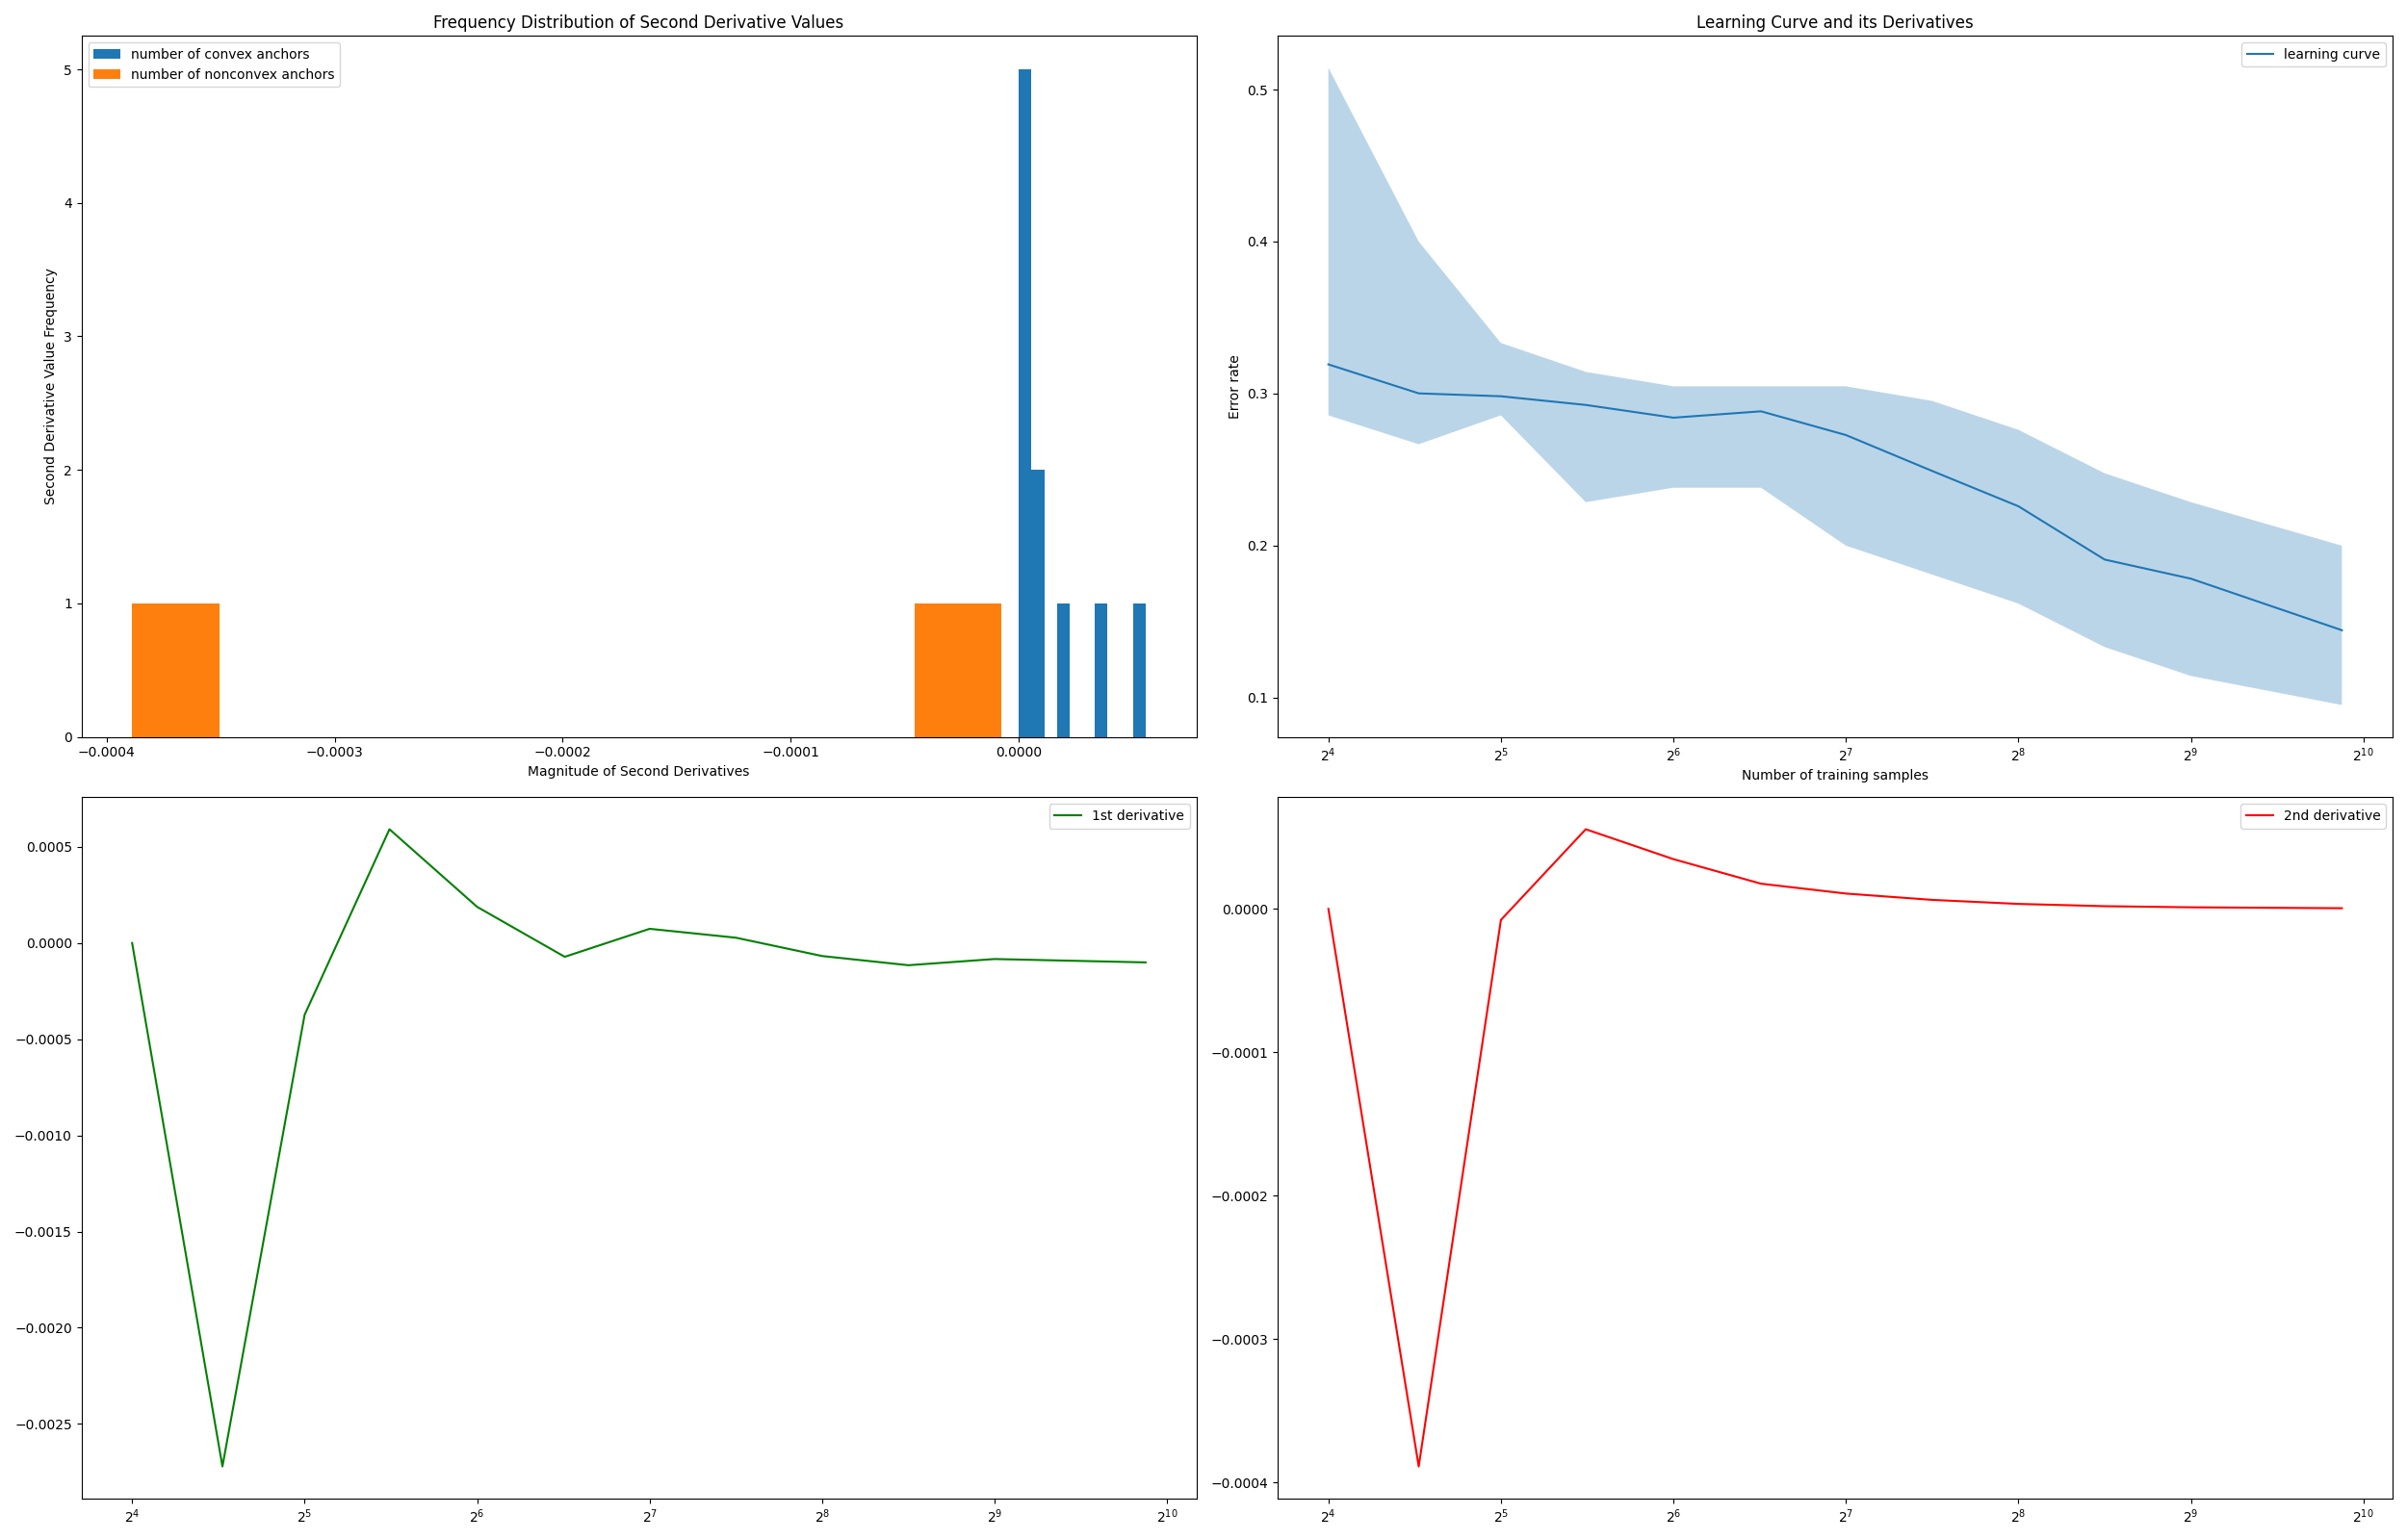 Frequency Distribution of Second Derivative Values
number of convex anchors
number of nonconvex anchors
Second Derivative Value Frequency
5
4
3
2
1
0
−0.0004 −0.0003 −0.0002 −0.0001 0.0000
Magnitude of Second Derivatives
Learning Curve and its Derivatives
learning curve
Error rate
0.5
0.4
0.3
0.2
0.1
2⁴ 2⁵ 2⁶ 2⁷ 2⁸ 2⁹ 2¹⁰
Number of training samples
1st derivative
0.0005
0.0000
−0.0005
−0.0010
−0.0015
−0.0020
−0.0025
2⁴ 2⁵ 2⁶ 2⁷ 2⁸ 2⁹ 2¹⁰
2nd derivative
0.0000
−0.0001
−0.0002
−0.0003
−0.0004
2⁴ 2⁵ 2⁶ 2⁷ 2⁸ 2⁹ 2¹⁰